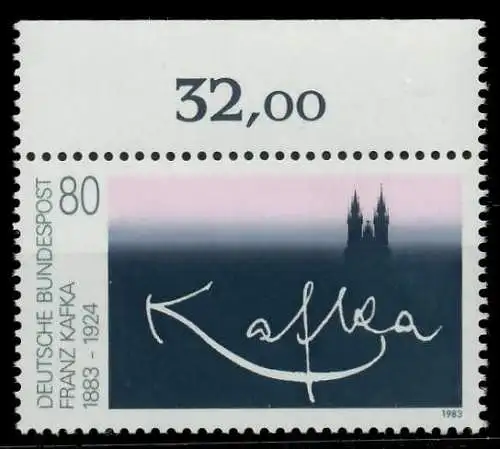 32,00
80
DEUTSCHE BUNDESPOST
FRANZ KAFKA
1883 - 1924
Kafka
1983